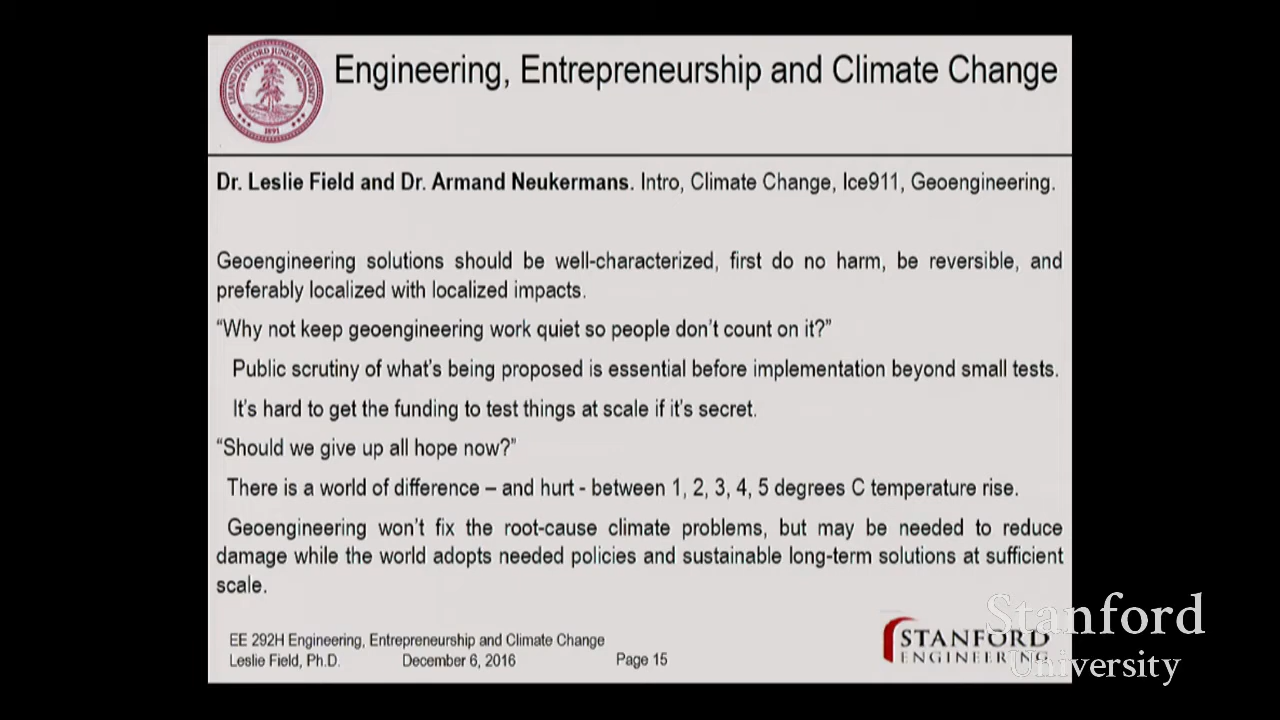 Engineering, Entrepreneurship and Climate Change
LELAND STANFORD JUNIOR UNIVERSITY
1891
Dr. Leslie Field and Dr. Armand Neukermans. Intro, Climate Change, Ice911, Geoengineering.
Geoengineering solutions should be well-characterized, first do no harm, be reversible, and
preferably localized with localized impacts.
“Why not keep geoengineering work quiet so people don’t count on it?”
Public scrutiny of what’s being proposed is essential before implementation beyond small tests.
It’s hard to get the funding to test things at scale if it’s secret.
“Should we give up all hope now?”
There is a world of difference – and hurt - between 1, 2, 3, 4, 5 degrees C temperature rise.
Geoengineering won’t fix the root-cause climate problems, but may be needed to reduce
damage while the world adopts needed policies and sustainable long-term solutions at sufficient
scale.
EE 292H Engineering, Entrepreneurship and Climate Change
Leslie Field, Ph.D. December 6, 2016 Page 15
STANFORD
ENGINEERING
Stanford
University